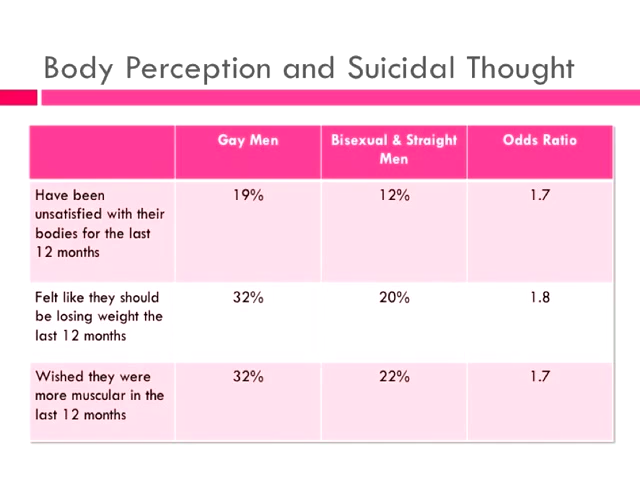 Body Perception and Suicidal Thought
Gay Men
Bisexual & Straight
Men
Odds Ratio
Have been
unsatisfied with their
bodies for the last
12 months
19%
12%
1.7
Felt like they should
be losing weight the
last 12 months
32%
20%
1.8
Wished they were
more muscular in the
last 12 months
32%
22%
1.7